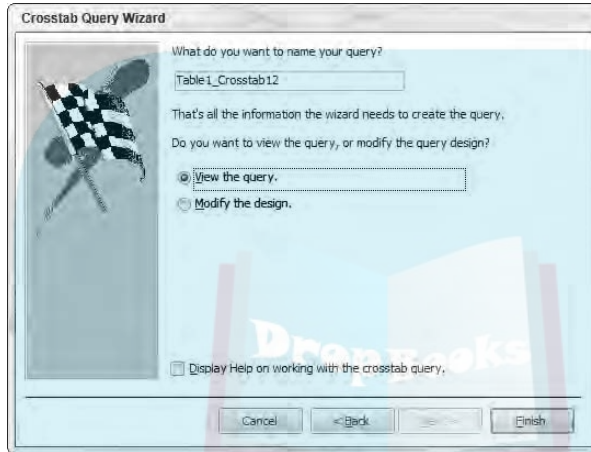 Crosstab Query Wizard
What do you want to name your query?
Table1_Crosstab12
That's all the information the wizard needs to create the query.
Do you want to view the query, or modify the query design?
View the query.
Modify the design.
DropBooks
Display Help on working with the crosstab query.
Cancel
< Back
Finish